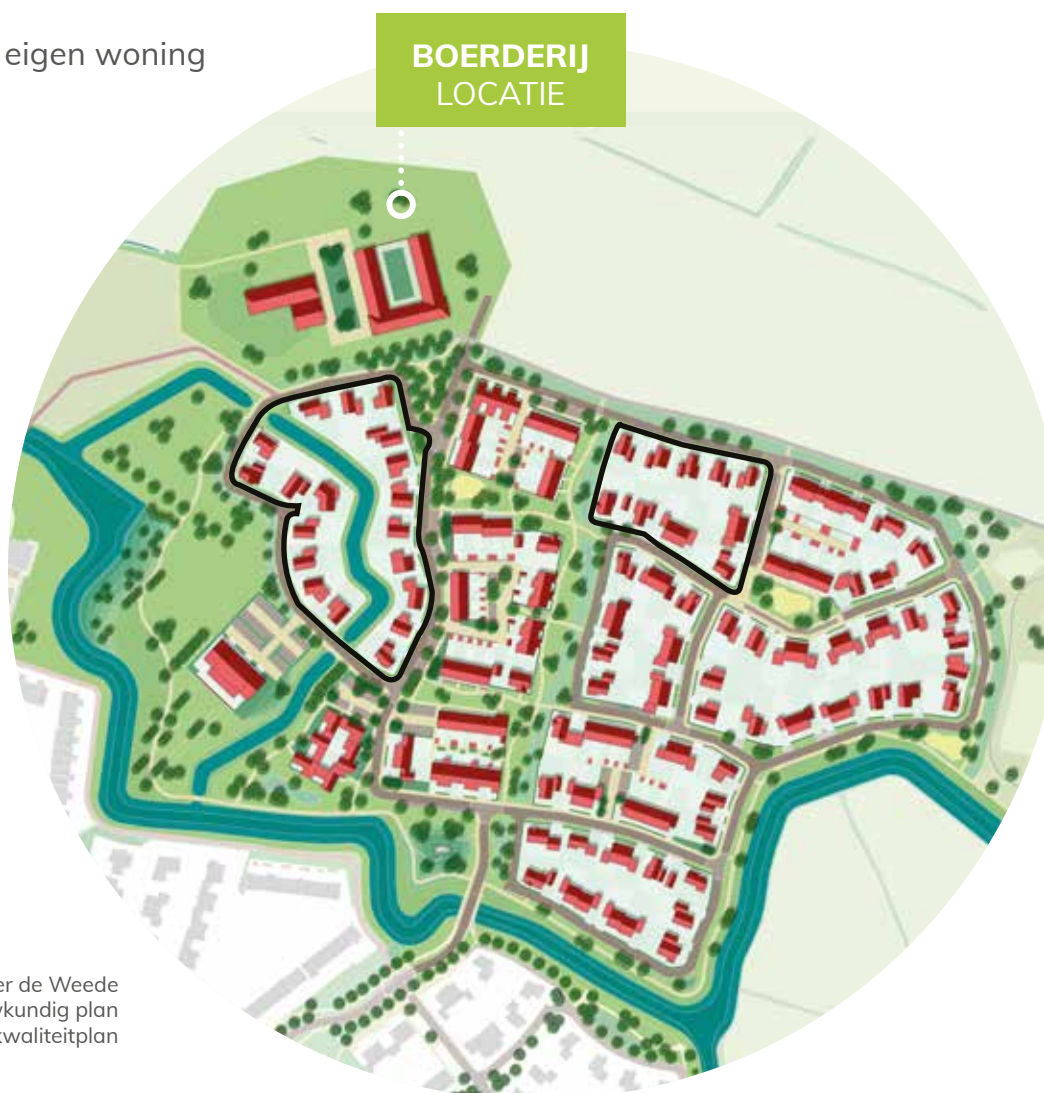 eigen woning
BOERDERIJ
LOCATIE
er de Weede
kundig plan
kwaliteitplan